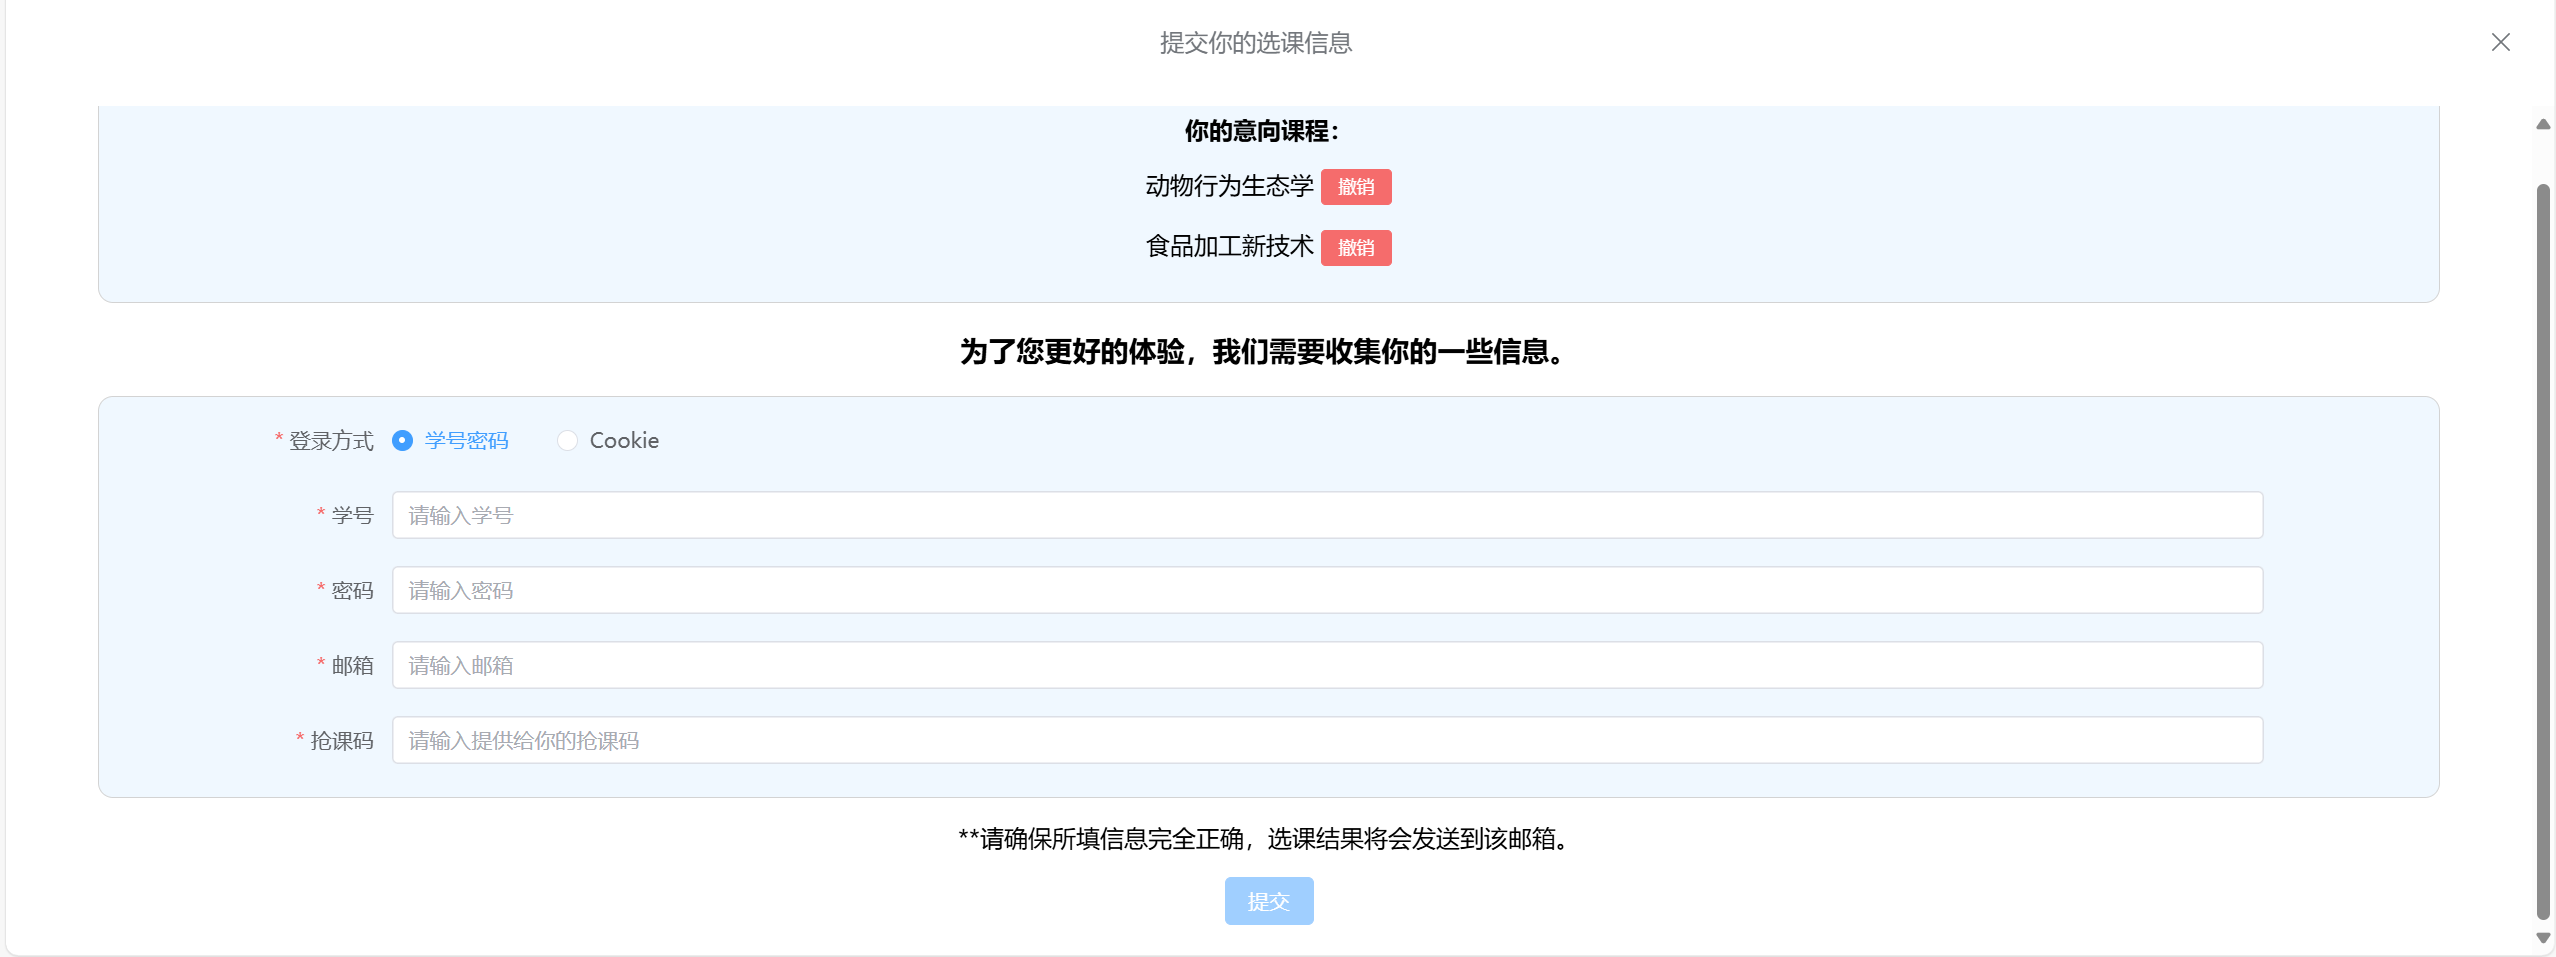 提交你的选课信息
你的意向课程：
动物行为生态学 撤销
食品加工新技术 撤销
为了您更好的体验，我们需要收集你的一些信息。
* 登录方式 学号密码 Cookie
* 学号 请输入学号
* 密码 请输入密码
* 邮箱 请输入邮箱
* 抢课码 请输入提供给你的抢课码
**请确保所填信息完全正确，选课结果将会发送到该邮箱。
提交